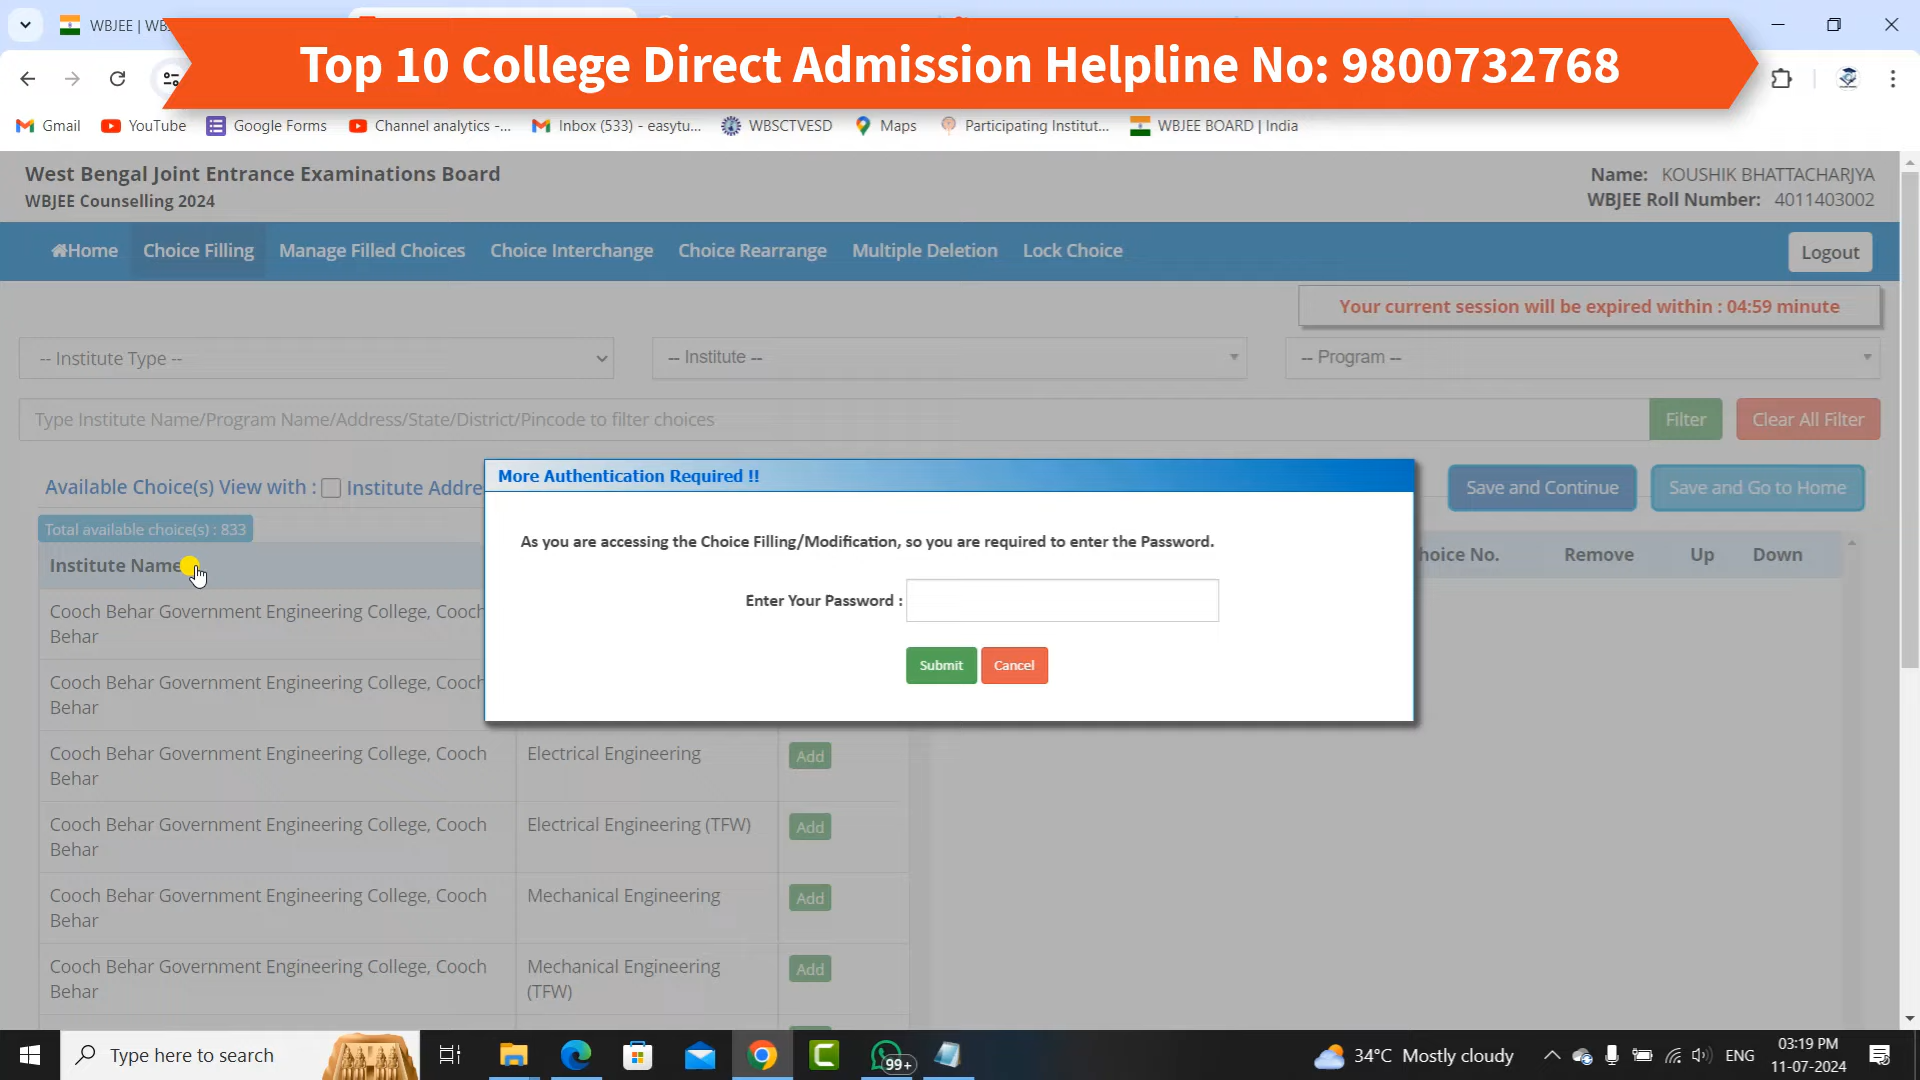 WBJEE | WB
Top 10 College Direct Admission Helpline No: 9800732768
Gmail
YouTube
Google Forms
Channel analytics -...
Inbox (533) - easytu...
WBSCTVESD
Maps
Participating Institut...
WBJEE BOARD | India
West Bengal Joint Entrance Examinations Board
WBJEE Counselling 2024
Name: KOUSHIK BHATTACHARJYA
WBJEE Roll Number: 4011403002
Home
Choice Filling
Manage Filled Choices
Choice Interchange
Choice Rearrange
Multiple Deletion
Lock Choice
Logout
Your current session will be expired within : 04:59 minute
-- Institute Type --
-- Institute --
-- Program --
Type Institute Name/Program Name/Address/State/District/Pincode to filter choices
Filter
Clear All Filter
Available Choice(s) View with : Institute Addre
Save and Continue
Save and Go to Home
Total available choice(s) : 833
Institute Name
hoice No.
Remove
Up
Down
More Authentication Required !!
As you are accessing the Choice Filling/Modification, so you are required to enter the Password.
Enter Your Password :
Submit
Cancel
Cooch Behar Government Engineering College, Cooch
Behar
Cooch Behar Government Engineering College, Cooch
Behar
Cooch Behar Government Engineering College, Cooch
Behar
Electrical Engineering
Add
Cooch Behar Government Engineering College, Cooch
Behar
Electrical Engineering (TFW)
Add
Cooch Behar Government Engineering College, Cooch
Behar
Mechanical Engineering
Add
Cooch Behar Government Engineering College, Cooch
Behar
Mechanical Engineering
(TFW)
Add
Type here to search
99+
34°C Mostly cloudy
ENG
03:19 PM
11-07-2024